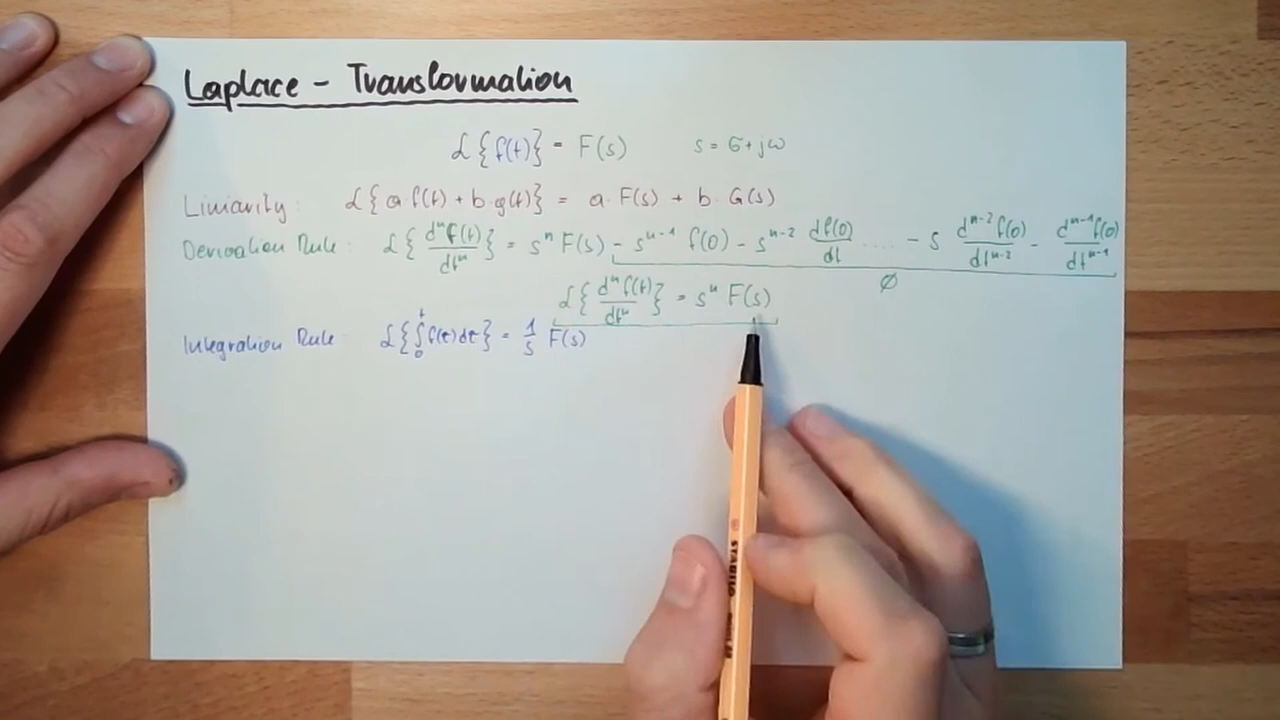 Laplace - Transformation
ℒ{f(t)} = F(s) s = σ + jω
Liniarity: ℒ{a·f(t) + b·g(t)} = a·F(s) + b·G(s)
Derivation Rule: ℒ{dⁿf(t)/dtⁿ} = sⁿ F(s) - sⁿ⁻¹ f(0) - sⁿ⁻² df(0)/dt ..... - s dⁿ⁻²f(0)/dtⁿ⁻² - dⁿ⁻¹f(0)/dtⁿ⁻¹
∅
ℒ{dⁿf(t)/dtⁿ} = sⁿ F(s)
Integration Rule ℒ{∫₀ᵗ f(τ)dτ} = 1/s F(s)
STABILO